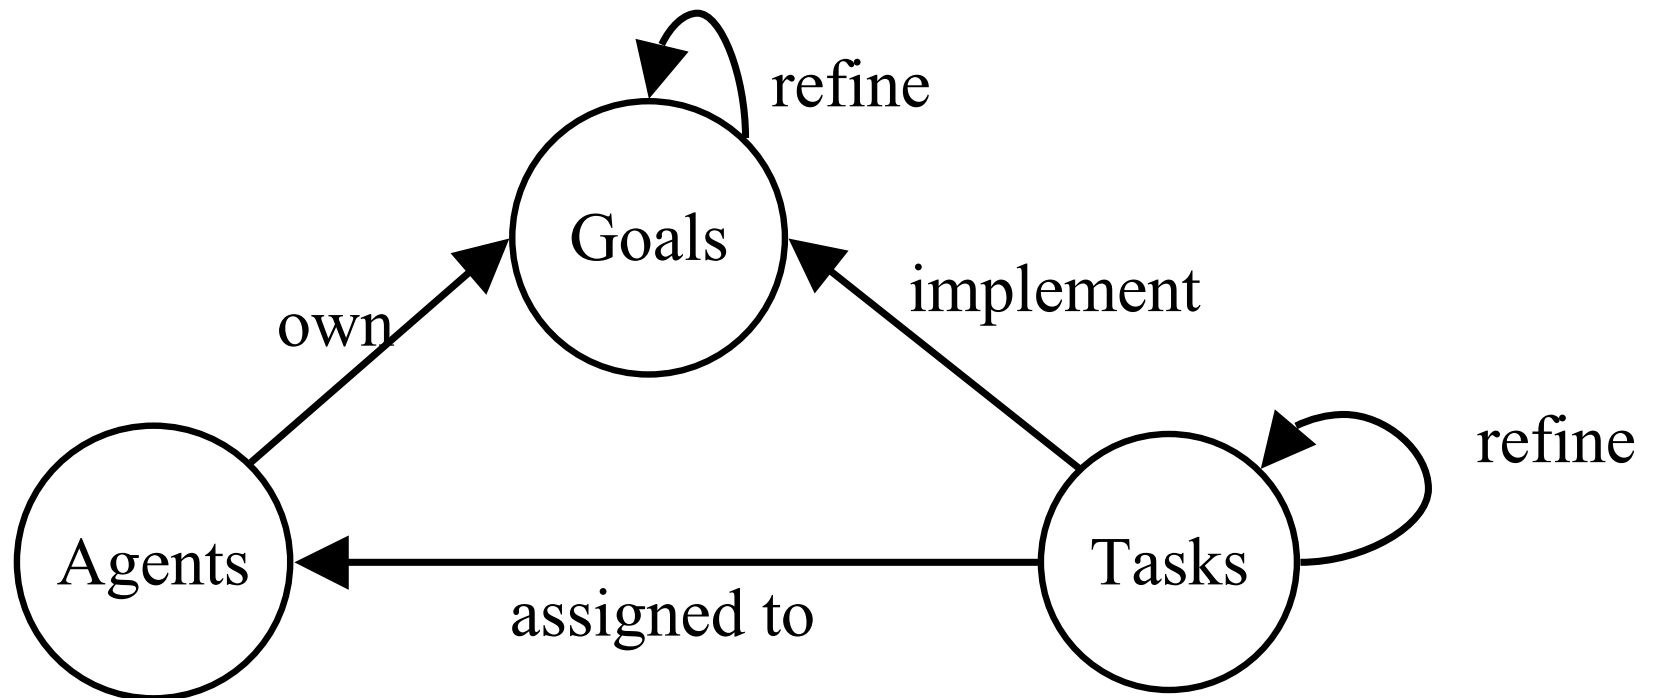 refine
Goals
implement
own
refine
Agents
Tasks
assigned to